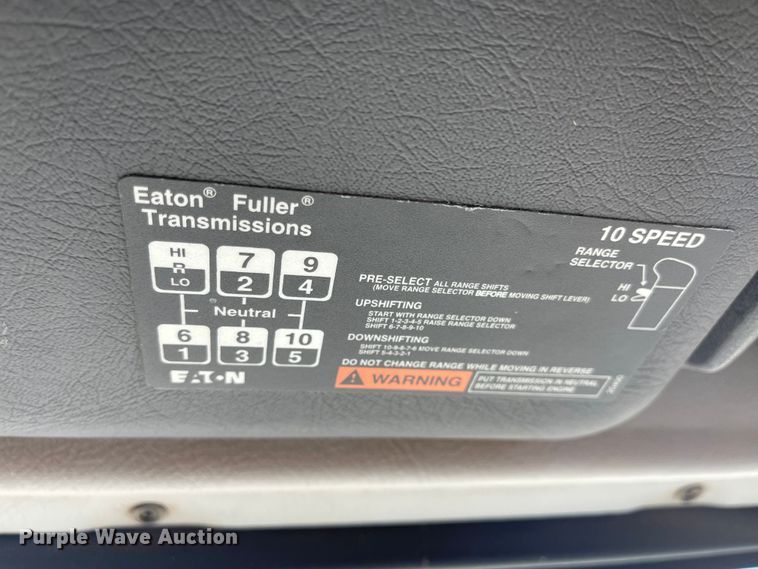 Eaton® Fuller®
Transmissions
10 SPEED
RANGE
SELECTOR
HI
LO
HI
R
LO
7
2
9
4
Neutral
6
1
8
3
10
5
EATON
PRE-SELECT ALL RANGE SHIFTS
(MOVE RANGE SELECTOR BEFORE MOVING SHIFT LEVER)
UPSHIFTING
START WITH RANGE SELECTOR DOWN
SHIFT 1-2-3-4-5 RAISE RANGE SELECTOR
SHIFT 6-7-8-9-10
DOWNSHIFTING
SHIFT 10-9-8-7-6 MOVE RANGE SELECTOR DOWN
SHIFT 5-4-3-2-1
DO NOT CHANGE RANGE WHILE MOVING IN REVERSE
WARNING
PUT TRANSMISSION IN NEUTRAL
BEFORE STARTING ENGINE
Purple Wave Auction